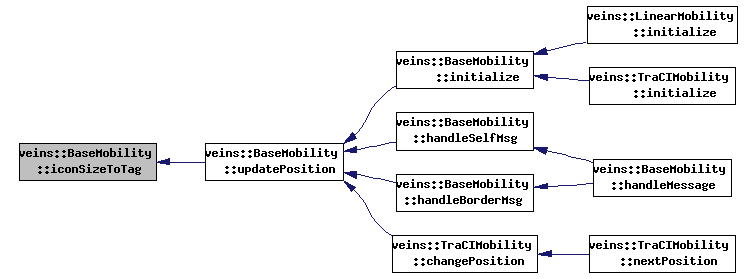 veins::BaseMobility
::iconSizeToTag
veins::BaseMobility
::updatePosition
veins::BaseMobility
::initialize
veins::LinearMobility
::initialize
veins::TraCIMobility
::initialize
veins::BaseMobility
::handleSelfMsg
veins::BaseMobility
::handleMessage
veins::BaseMobility
::handleBorderMsg
veins::TraCIMobility
::changePosition
veins::TraCIMobility
::nextPosition